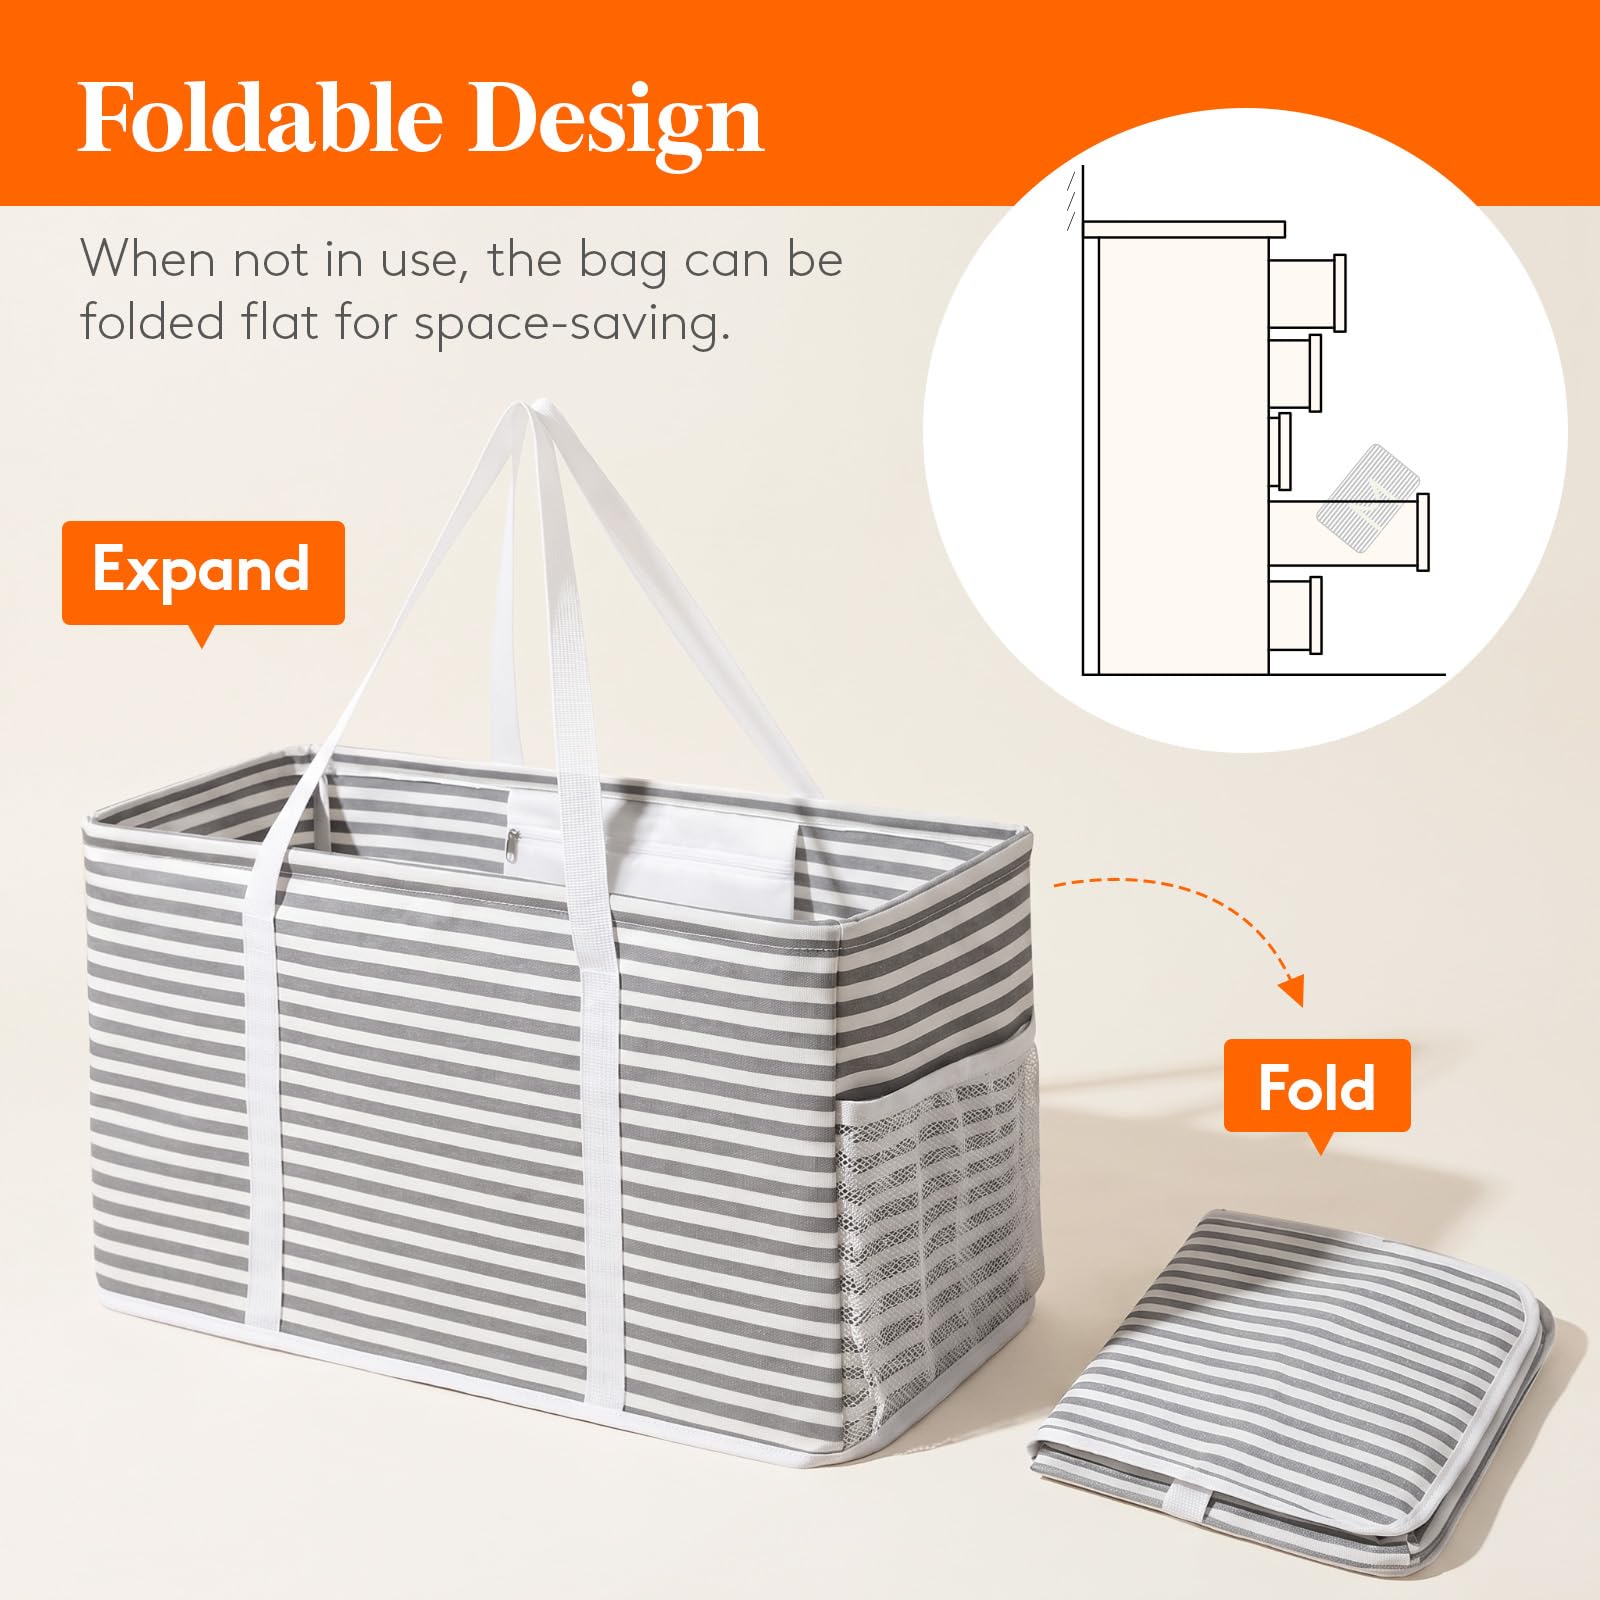 Foldable Design
When not in use, the bag can be
folded flat for space-saving.
Expand
Fold